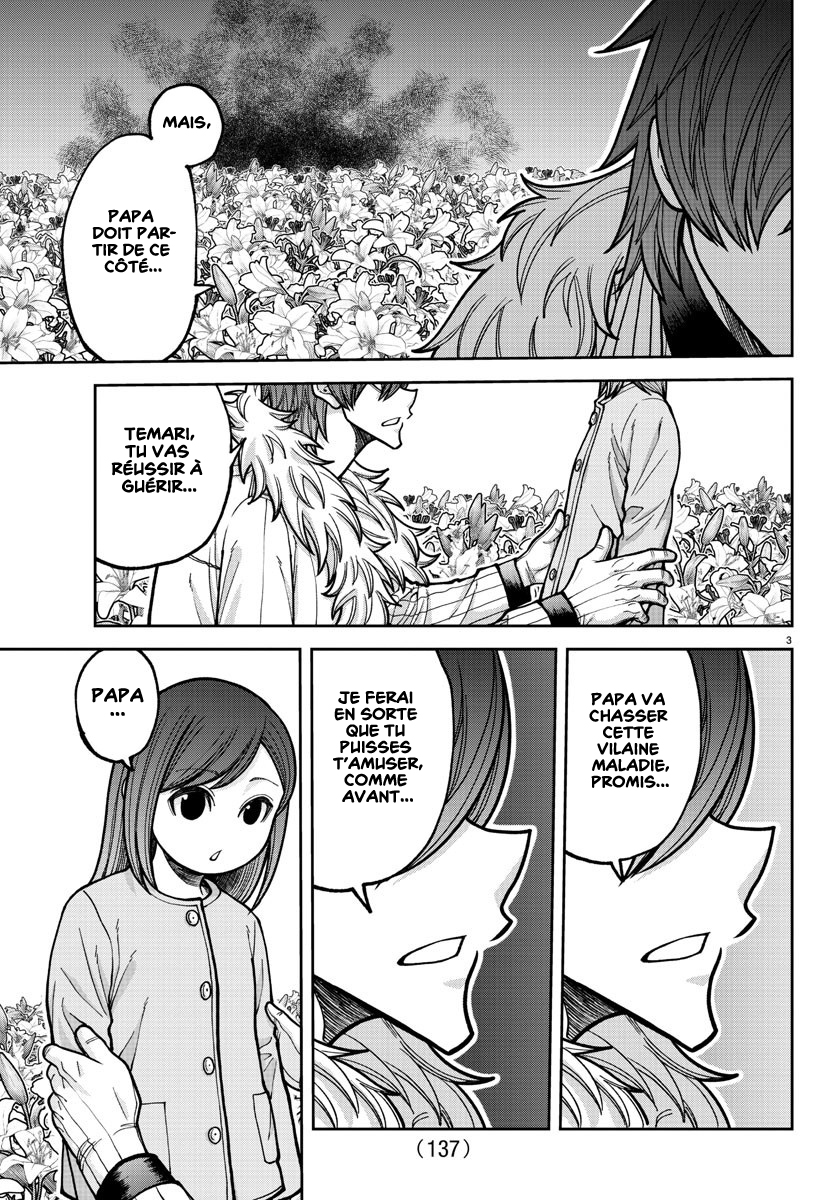 MAIS,
PAPA
DOIT PAR-
TIR DE CE
CÔTÉ...
TEMARI,
TU VAS
RÉUSSIR À
GUÉRIR...
3
PAPA VA
CHASSER
CETTE
VILAINE
MALADIE,
PROMIS...
JE FERAI
EN SORTE
QUE TU
PUISSES
T'AMUSER,
COMME
AVANT...
PAPA
...
(137)